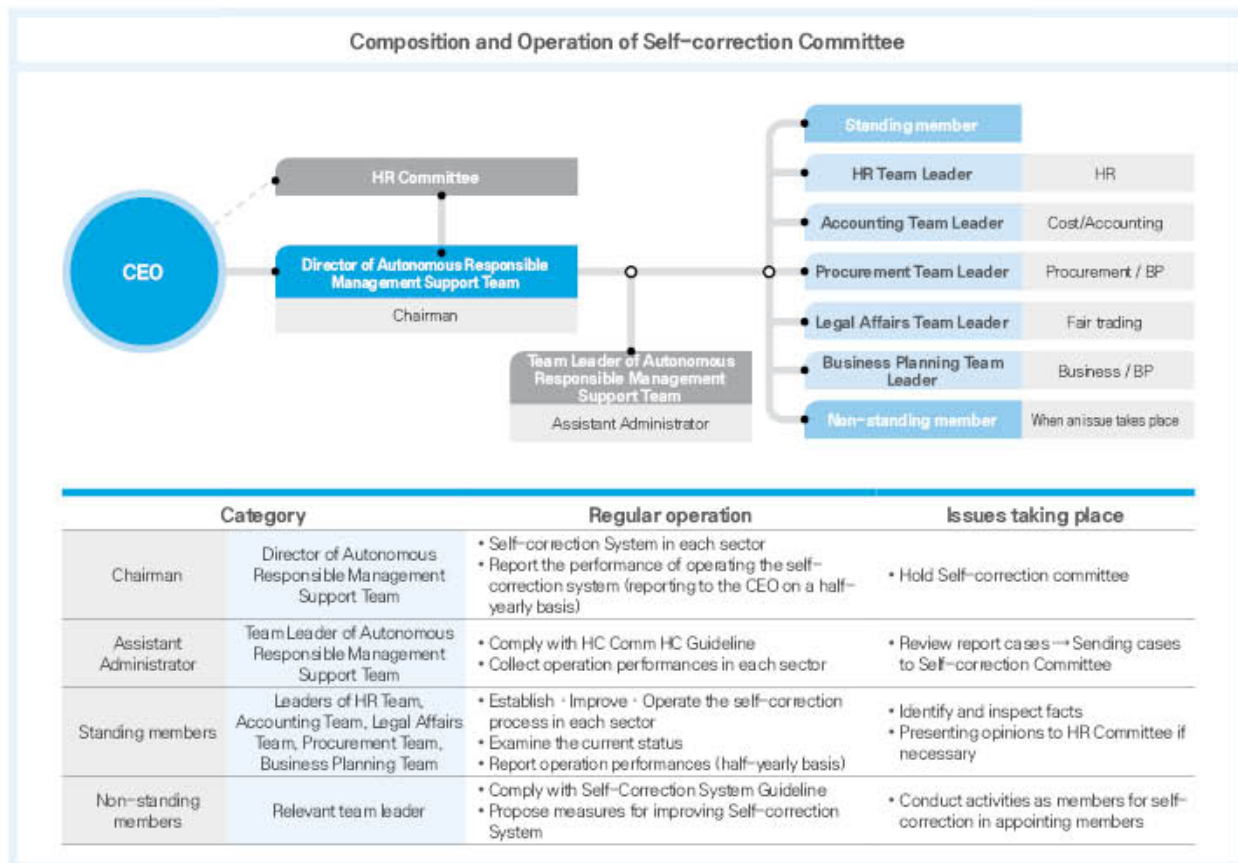 Composition and Operation of Self-correction Committee
CEO
HR Committee
Director of Autonomous Responsible
Management Support Team
Chairman
Team Leader of Autonomous
Responsible Management
Support Team
Assistant Administrator
Standing member
HR Team Leader
HR
Accounting Team Leader
Cost/Accounting
Procurement Team Leader
Procurement / BP
Legal Affairs Team Leader
Fair trading
Business Planning Team
Leader
Business / BP
Non-standing member
When an issue takes place
Category
Regular operation
Issues taking place
Chairman
Director of Autonomous
Responsible Management
Support Team
• Self-correction System in each sector
• Report the performance of operating the self-
correction system (reporting to the CEO on a half-
yearly basis)
• Hold Self-correction committee
Assistant
Administrator
Team Leader of Autonomous
Responsible Management
Support Team
• Comply with HC Comm HC Guideline
• Collect operation performances in each sector
• Review report cases → Sending cases
to Self-correction Committee
Standing members
Leaders of HR Team,
Accounting Team, Legal Affairs
Team, Procurement Team,
Business Planning Team
• Establish · Improve · Operate the self-correction
process in each sector
• Examine the current status
• Report operation performances (half-yearly basis)
• Identify and inspect facts
• Presenting opinions to HR Committee if
necessary
Non-standing
members
Relevant team leader
• Comply with Self-Correction System Guideline
• Propose measures for improving Self-correction
System
• Conduct activities as members for self-
correction in appointing members